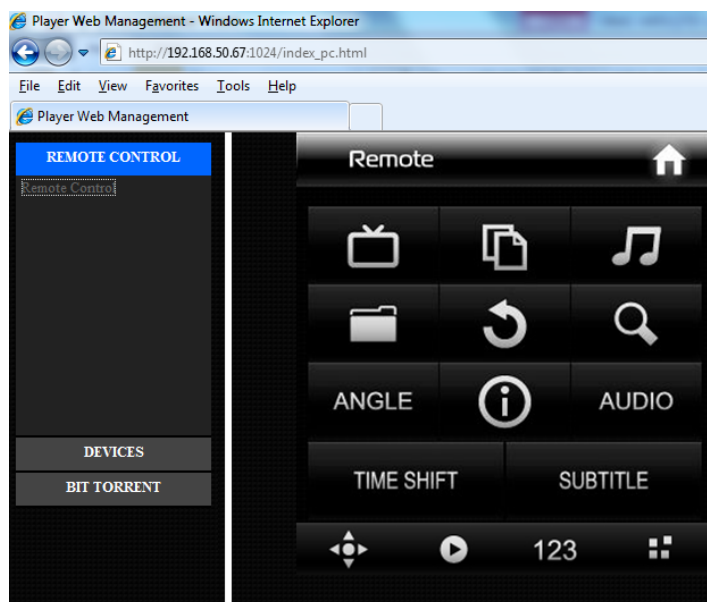 Player Web Management - Windows Internet Explorer
http://192.168.50.67:1024/index_pc.html
File Edit View Favorites Tools Help
Player Web Management
REMOTE CONTROL
Remote Control
DEVICES
BIT TORRENT
Remote
ANGLE
AUDIO
TIME SHIFT
SUBTITLE
123